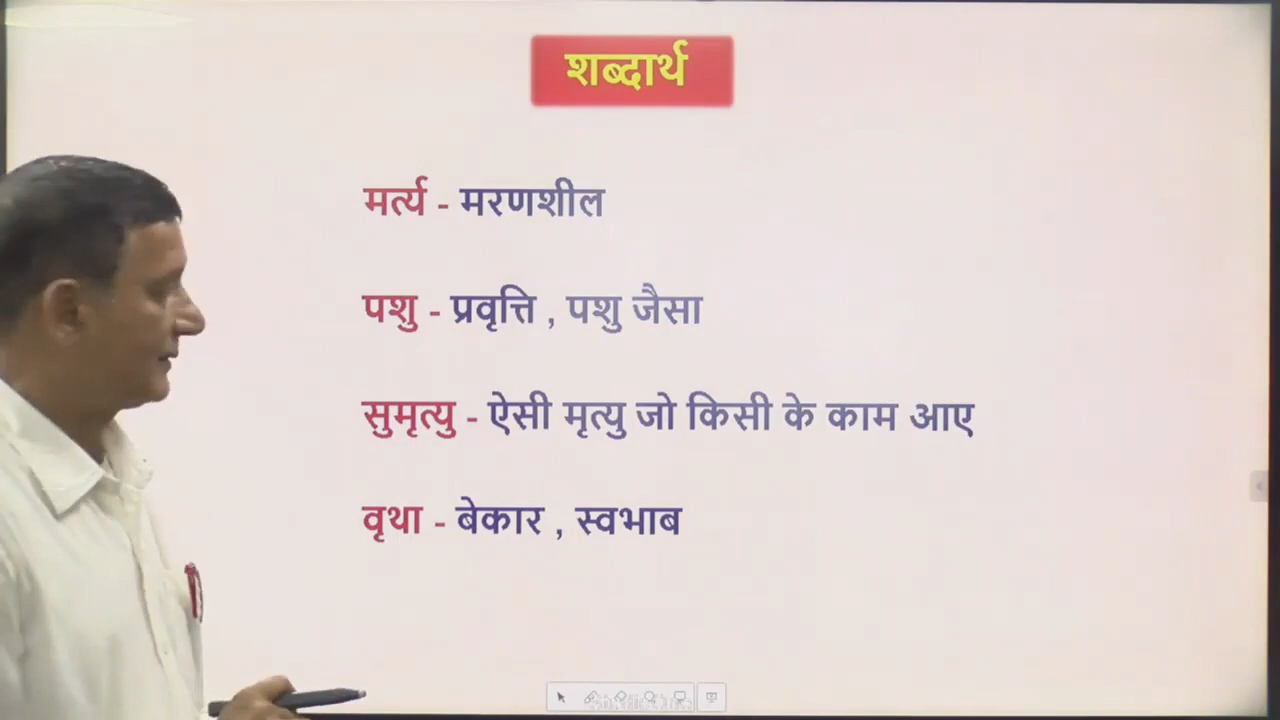 शब्दार्थ
मर्त्य - मरणशील
पशु - प्रवृत्ति , पशु जैसा
सुमृत्यु - ऐसी मृत्यु जो किसी के काम आए
वृथा - बेकार , स्वभाब